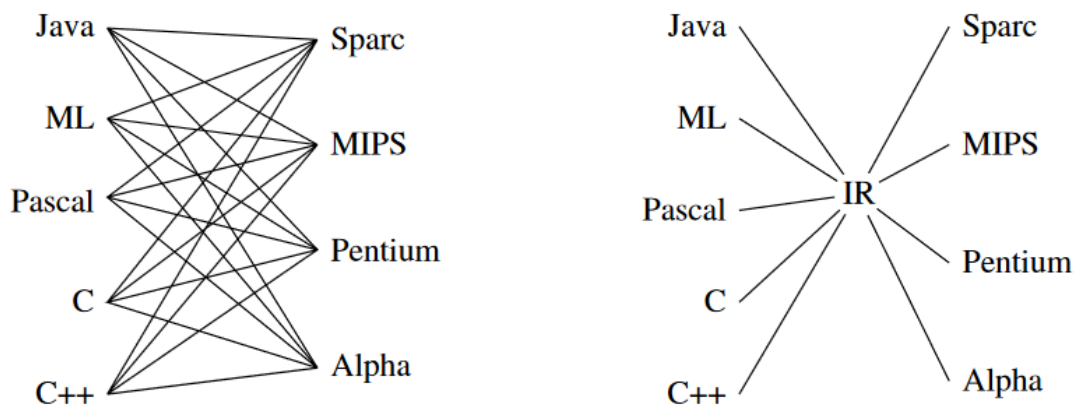 Java
ML
Pascal
C
C++
Sparc
MIPS
Pentium
Alpha
Java
ML
Pascal
C
C++
IR
Sparc
MIPS
Pentium
Alpha